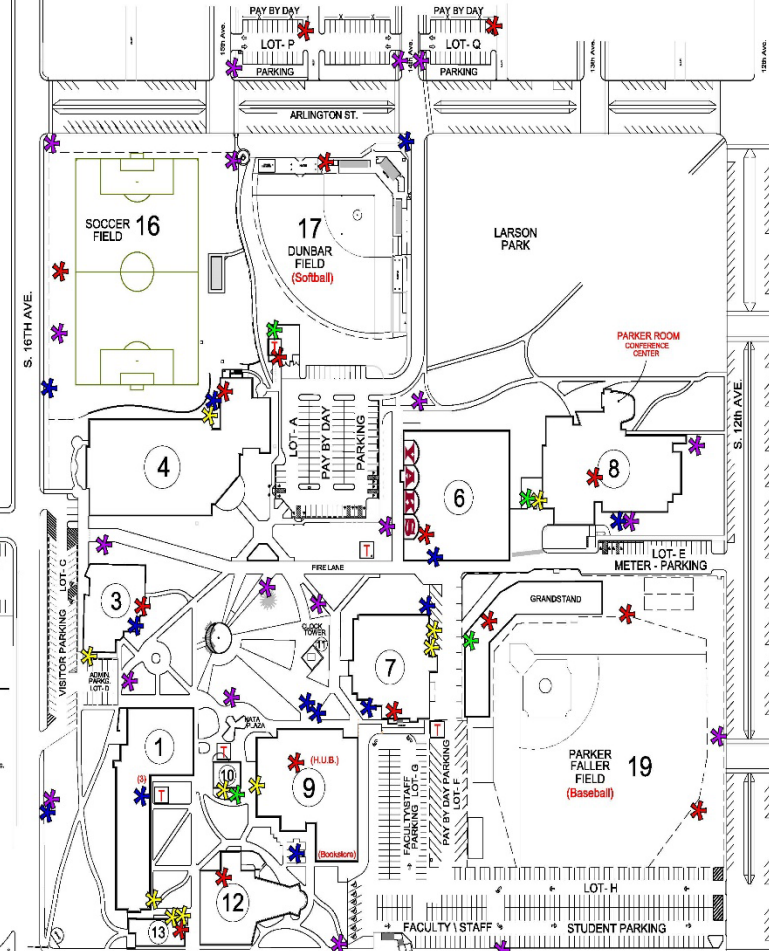 PAY BY DAY
PAY BY DAY
15th Ave.
LOT- P
14th Ave.
LOT- Q
13th Ave.
12th Ave.
PARKING
PARKING
ARLINGTON ST.
SOCCER 16
FIELD
17
DUNBAR
FIELD
(Softball)
LARSON
PARK
S. 16TH AVE.
PARKER ROOM
CONFERENCE
CENTER
T
S. 12th AVE.
LOT- A
PAY BY DAY
PARKING
4
YAKS
6
8
T.
LOT- E
METER - PARKING
FIRE LANE
VISITOR PARKING LOT- C
3
GRANDSTAND
CLOCK
TOWER
11
7
ADMIN.
PARKG.
LOT-D
1
PLAZA
T
T
(3)
T
10
9
(H.U.B.)
PARKER
FALLER
FIELD
(Baseball)
19
FACULTY\STAFF
PARKING LOT- G
PAY BY DAY PARKING
LOT- F
(Bookstore)
12
13
LOT- H
FACULTY \ STAFF
STUDENT PARKING